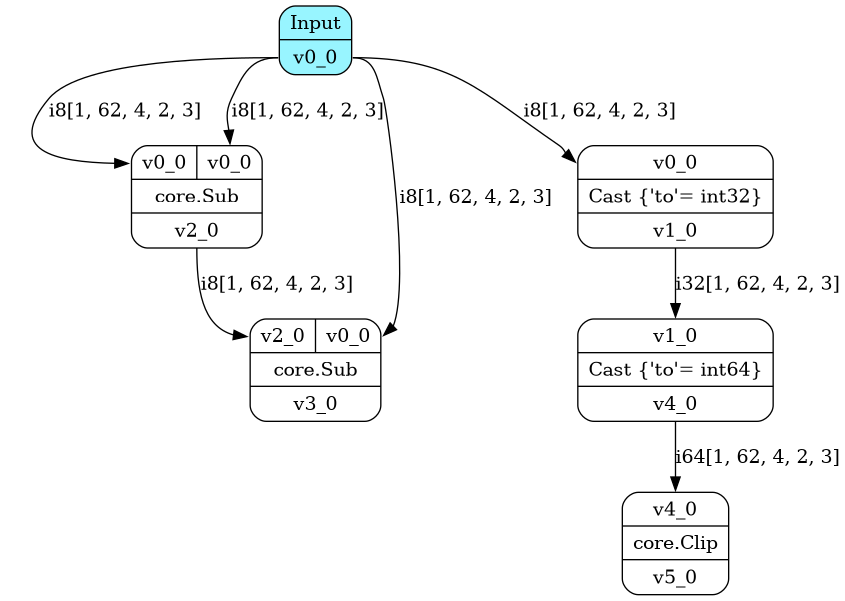 Input
v0_0
i8[1, 62, 4, 2, 3]
i8[1, 62, 4, 2, 3]
i8[1, 62, 4, 2, 3]
v0_0 v0_0
core.Sub
v2_0
i8[1, 62, 4, 2, 3]
v0_0
Cast {'to'= int32}
v1_0
i8[1, 62, 4, 2, 3]
i32[1, 62, 4, 2, 3]
v2_0 v0_0
core.Sub
v3_0
v1_0
Cast {'to'= int64}
v4_0
i64[1, 62, 4, 2, 3]
v4_0
core.Clip
v5_0